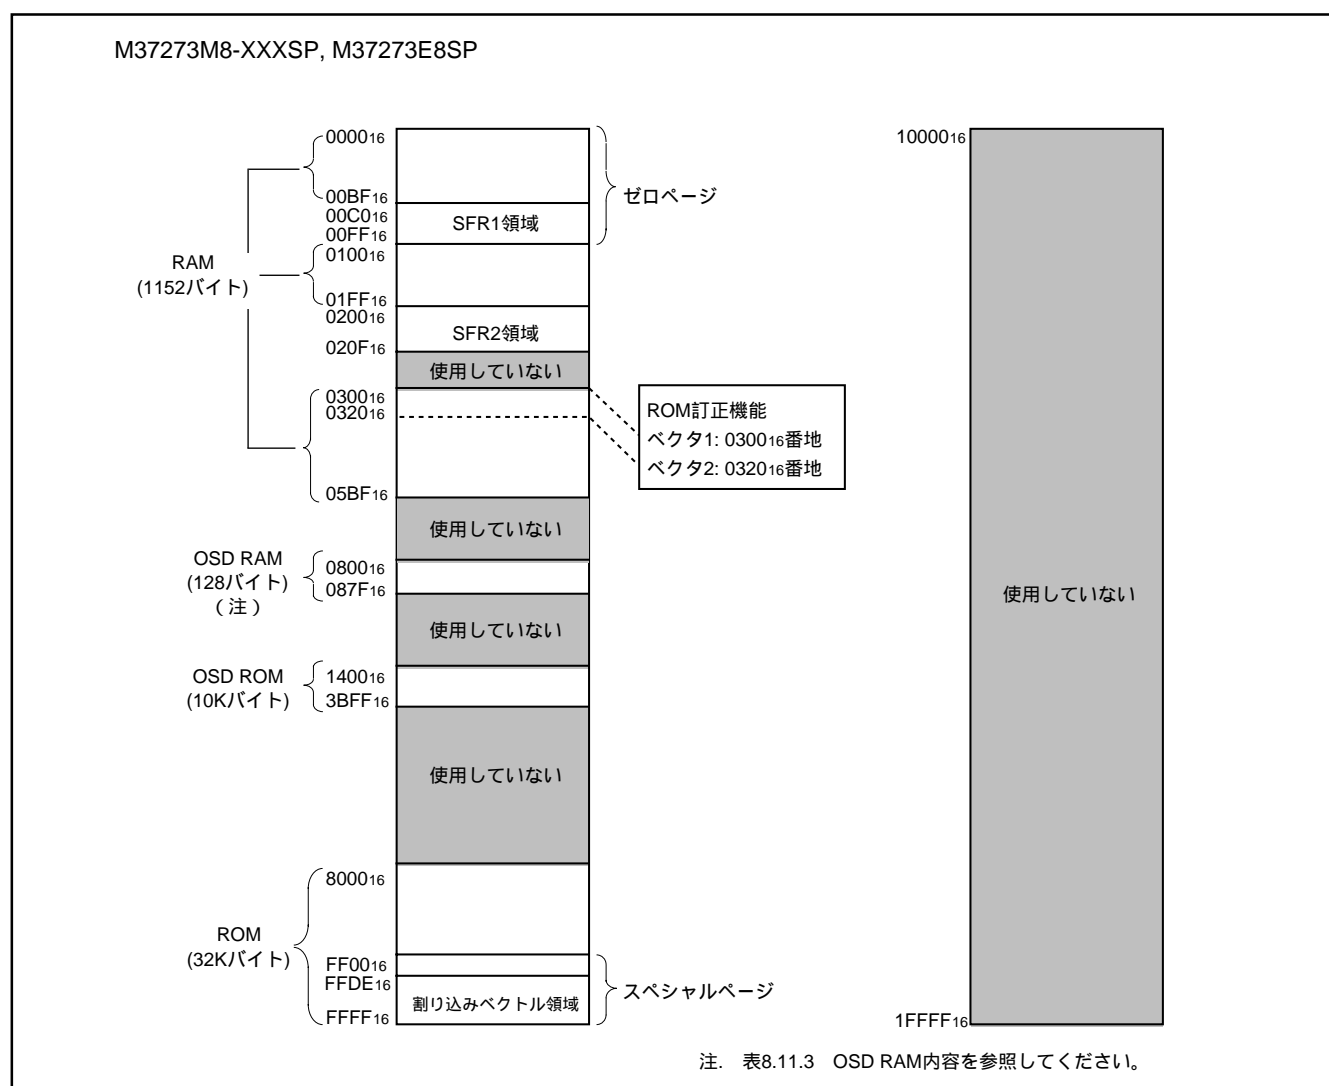 M37273M8-XXXSP, M37273E8SP
000016
00BF16
00C016
00FF16
010016
01FF16
020016
020F16
030016
032016
05BF16
080016
087F16
140016
3BFF16
800016
FF0016
FFDE16
FFFF16
RAM
(1152バイト)
OSD RAM
(128バイト)
(注)
OSD ROM
(10Kバイト)
ROM
(32Kバイト)
SFR1領域
SFR2領域
使用していない
使用していない
使用していない
使用していない
割り込みベクトル領域
ゼロページ
ROM訂正機能
ベクタ1: 030016番地
ベクタ2: 032016番地
スペシャルページ
1000016
使用していない
1FFFF16
注. 表8.11.3 OSD RAM内容を参照してください。